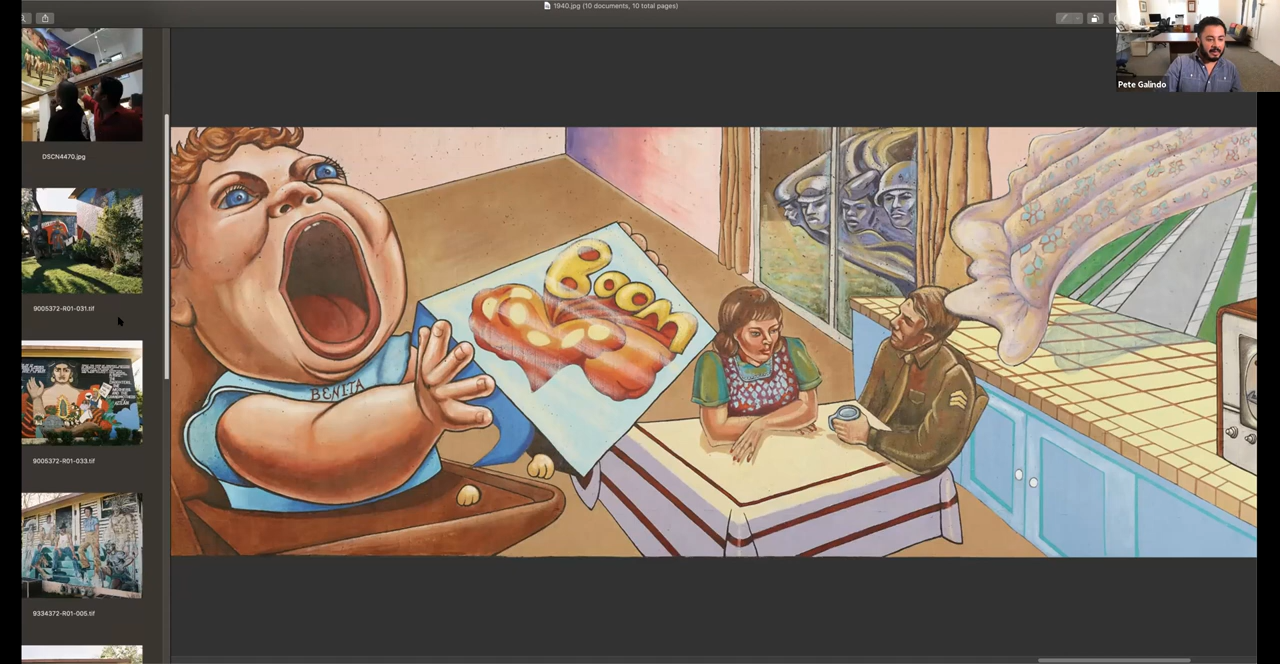 1940.jpg (10 documents, 10 total pages)
Pete Galindo
DSCN4470.jpg
9005372-R01-031.tif
9005372-R01-033.tif
9334372-R01-005.tif
BOOM
BENITA